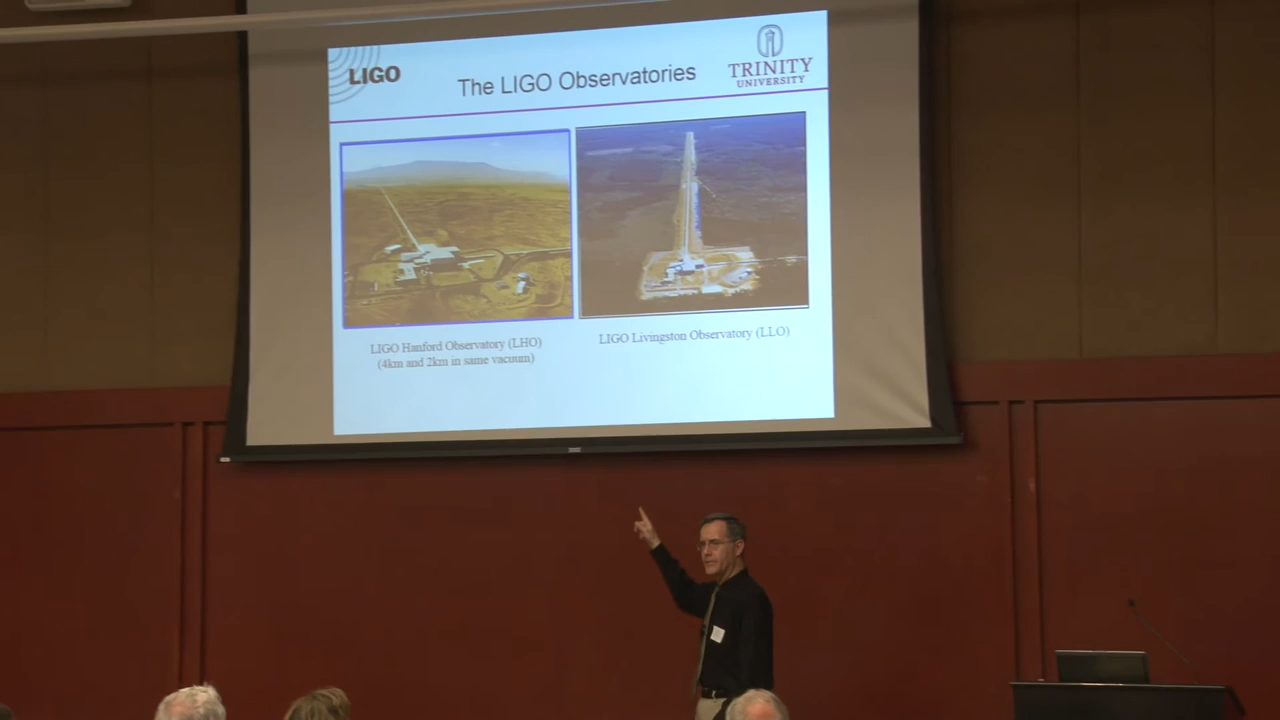 LIGO
The LIGO Observatories
TRINITY
UNIVERSITY
LIGO Hanford Observatory (LHO)
(4km and 2km in same vacuum)
LIGO Livingston Observatory (LLO)